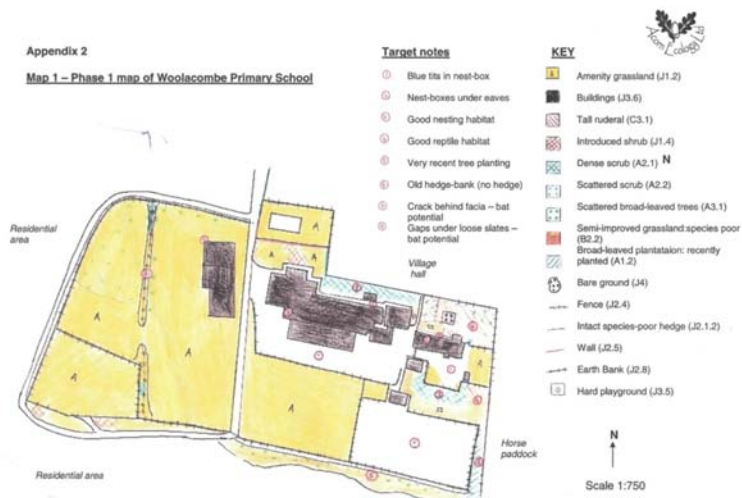 Acorn Ecology Ltd
Appendix 2
Map 1 – Phase 1 map of Woolacombe Primary School
Target notes
Blue tits in nest-box
Nest-boxes under eaves
Good nesting habitat
Good reptile habitat
Very recent tree planting
Old hedge-bank (no hedge)
Crack behind facia – bat
potential
Gaps under loose slates –
bat potential
KEY
Amenity grassland (J1.2)
Buildings (J3.6)
Tall ruderal (C3.1)
Introduced shrub (J1.4)
Dense scrub (A2.1) N
Scattered scrub (A2.2)
Scattered broad-leaved trees (A3.1)
Semi-improved grassland:species poor
(B2.2)
Broad-leaved plantataion: recently
planted (A1.2)
Bare ground (J4)
Fence (J2.4)
Intact species-poor hedge (J2.1.2)
Wall (J2.5)
Earth Bank (J2.8)
Hard playground (J3.5)
N
Scale 1:750
Residential
area
Village
hall
A
A
A
A
A
A
A
A
A
Horse
paddock
Residential area